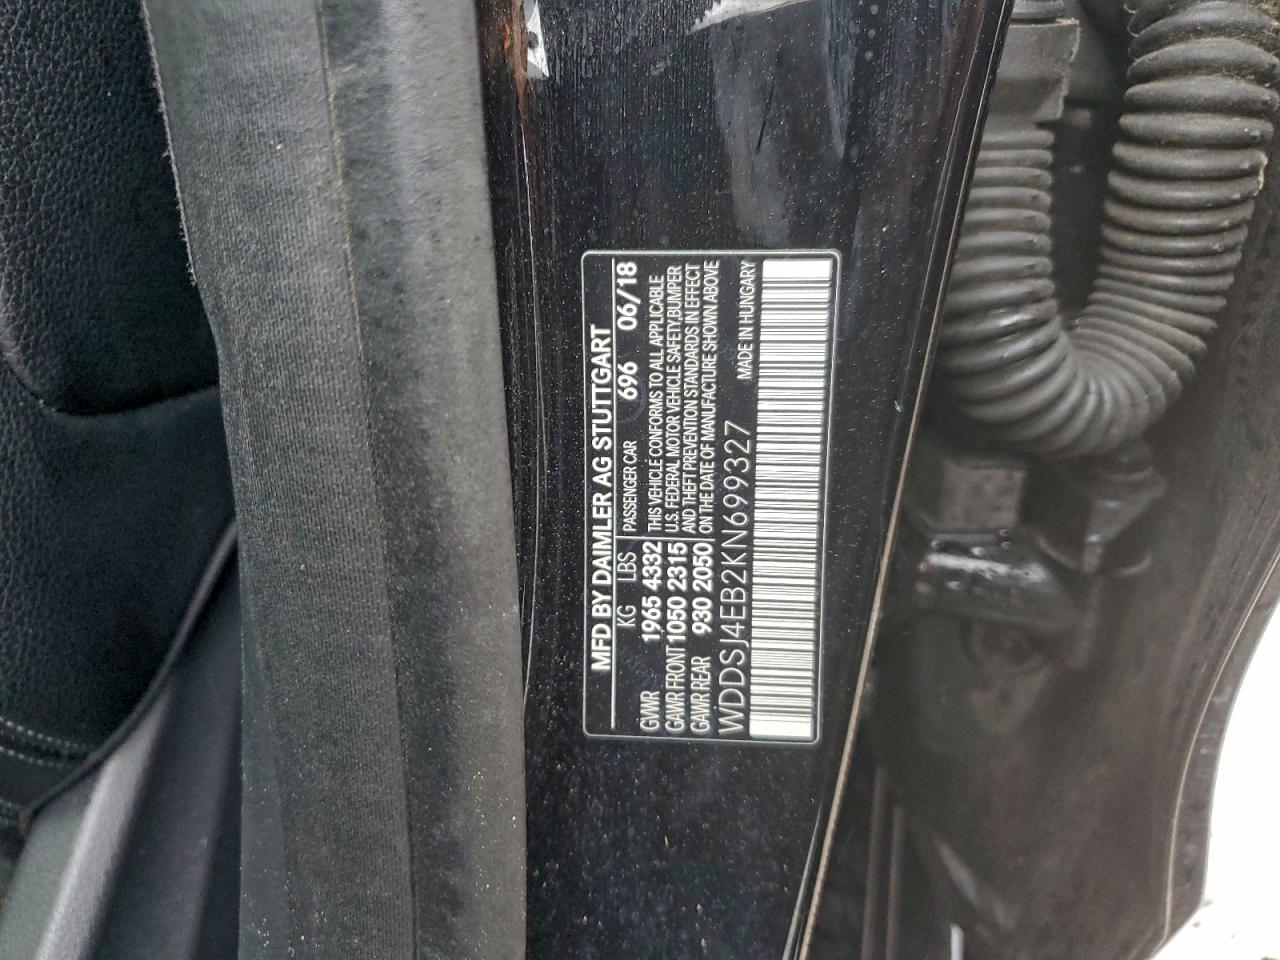 MFD BY DAIMLER AG STUTTGART
KG LBS PASSENGER CAR 696 06/18
GVWR 1965 4332 THIS VEHICLE CONFORMS TO ALL APPLICABLE
GAWR FRONT 1050 2315 U.S. FEDERAL MOTOR VEHICLE SAFETY,BUMPER
GAWR REAR 930 2050 AND THEFT PREVENTION STANDARDS IN EFFECT
ON THE DATE OF MANUFACTURE SHOWN ABOVE
WDDSJ4EB2KN699327
MADE IN HUNGARY